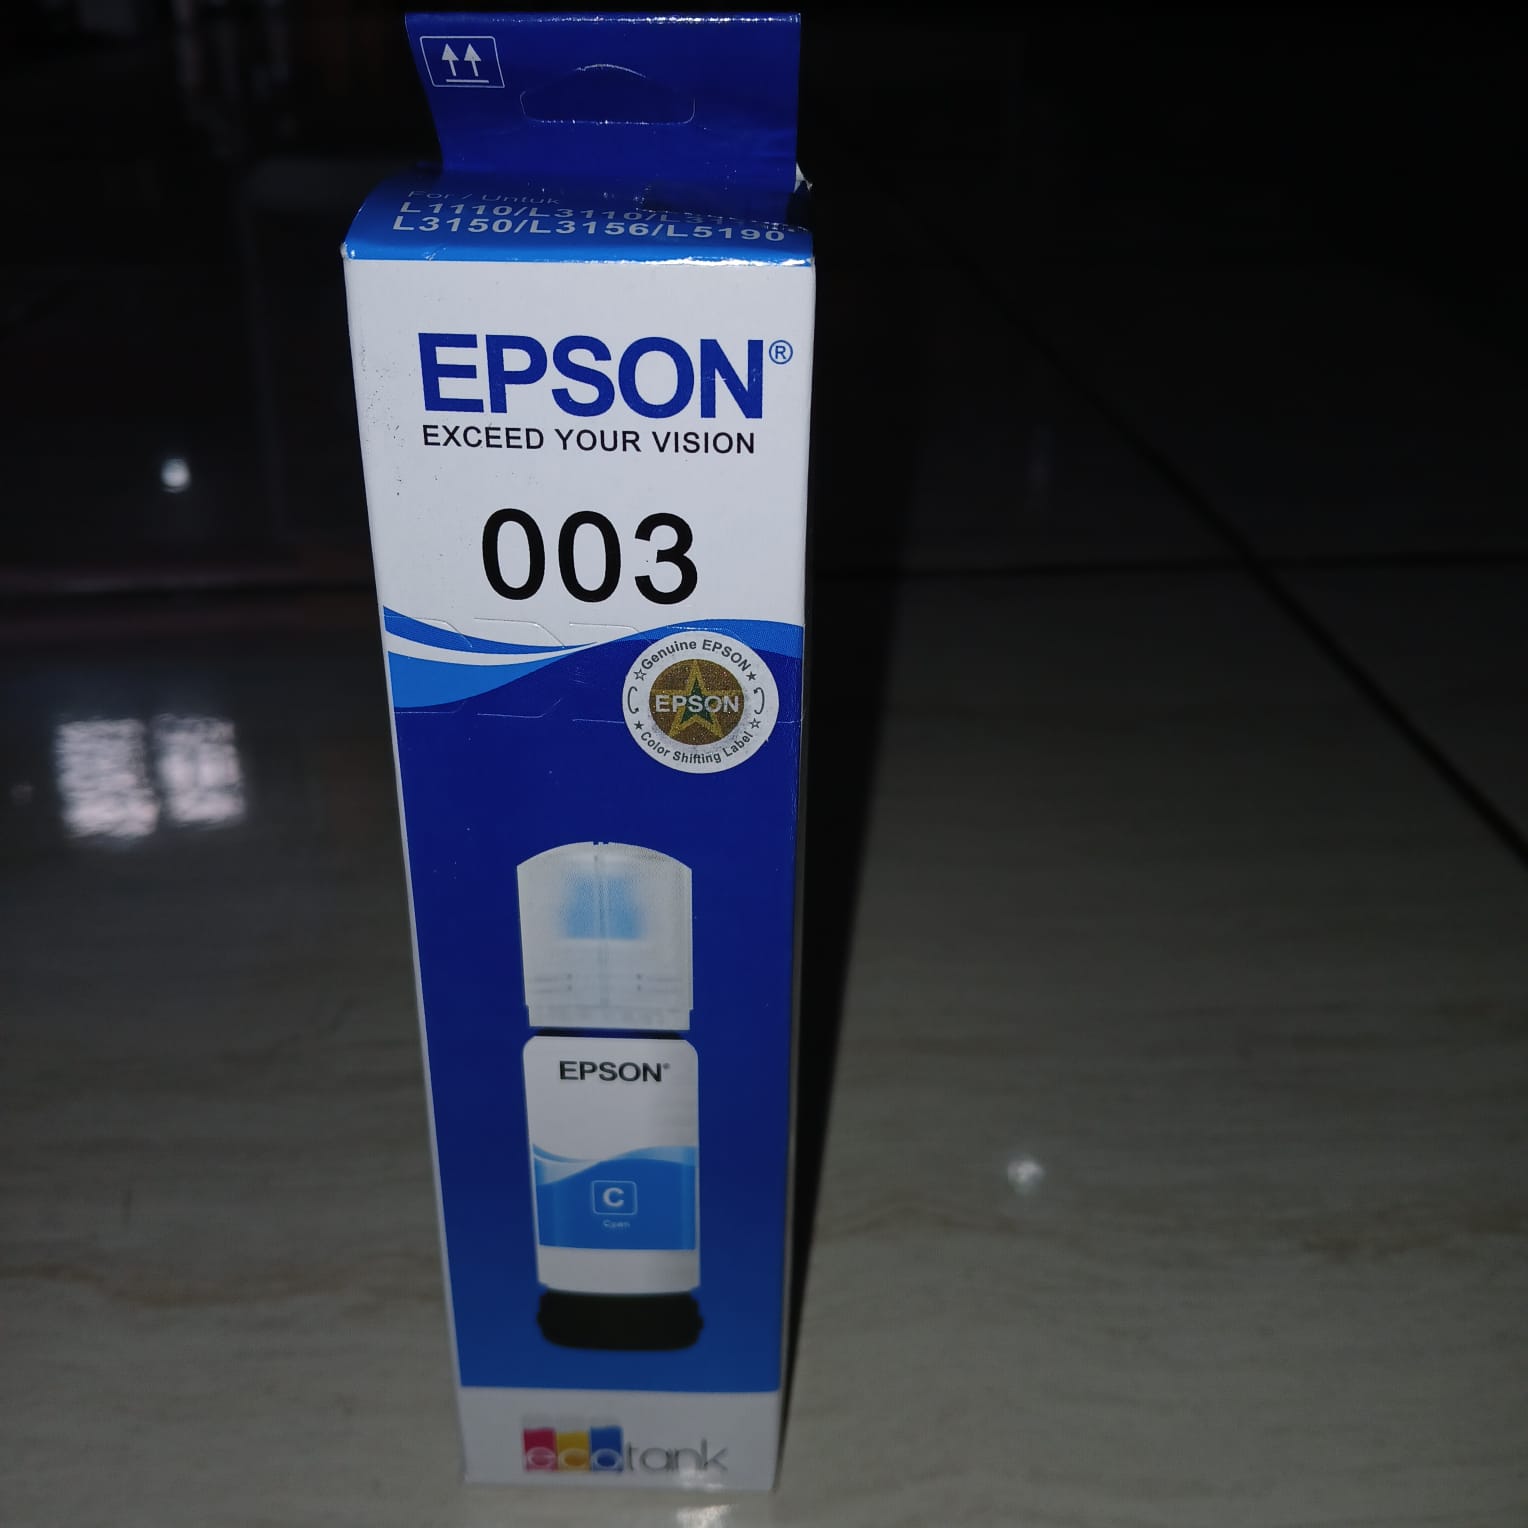 For / Untuk
L1110/L3110/
L3150/L3156/L5190
EPSON®
EXCEED YOUR VISION
003
☆Genuine EPSON★
EPSON
★Color Shifting Label☆
EPSON®
C
Cyan
ecotank